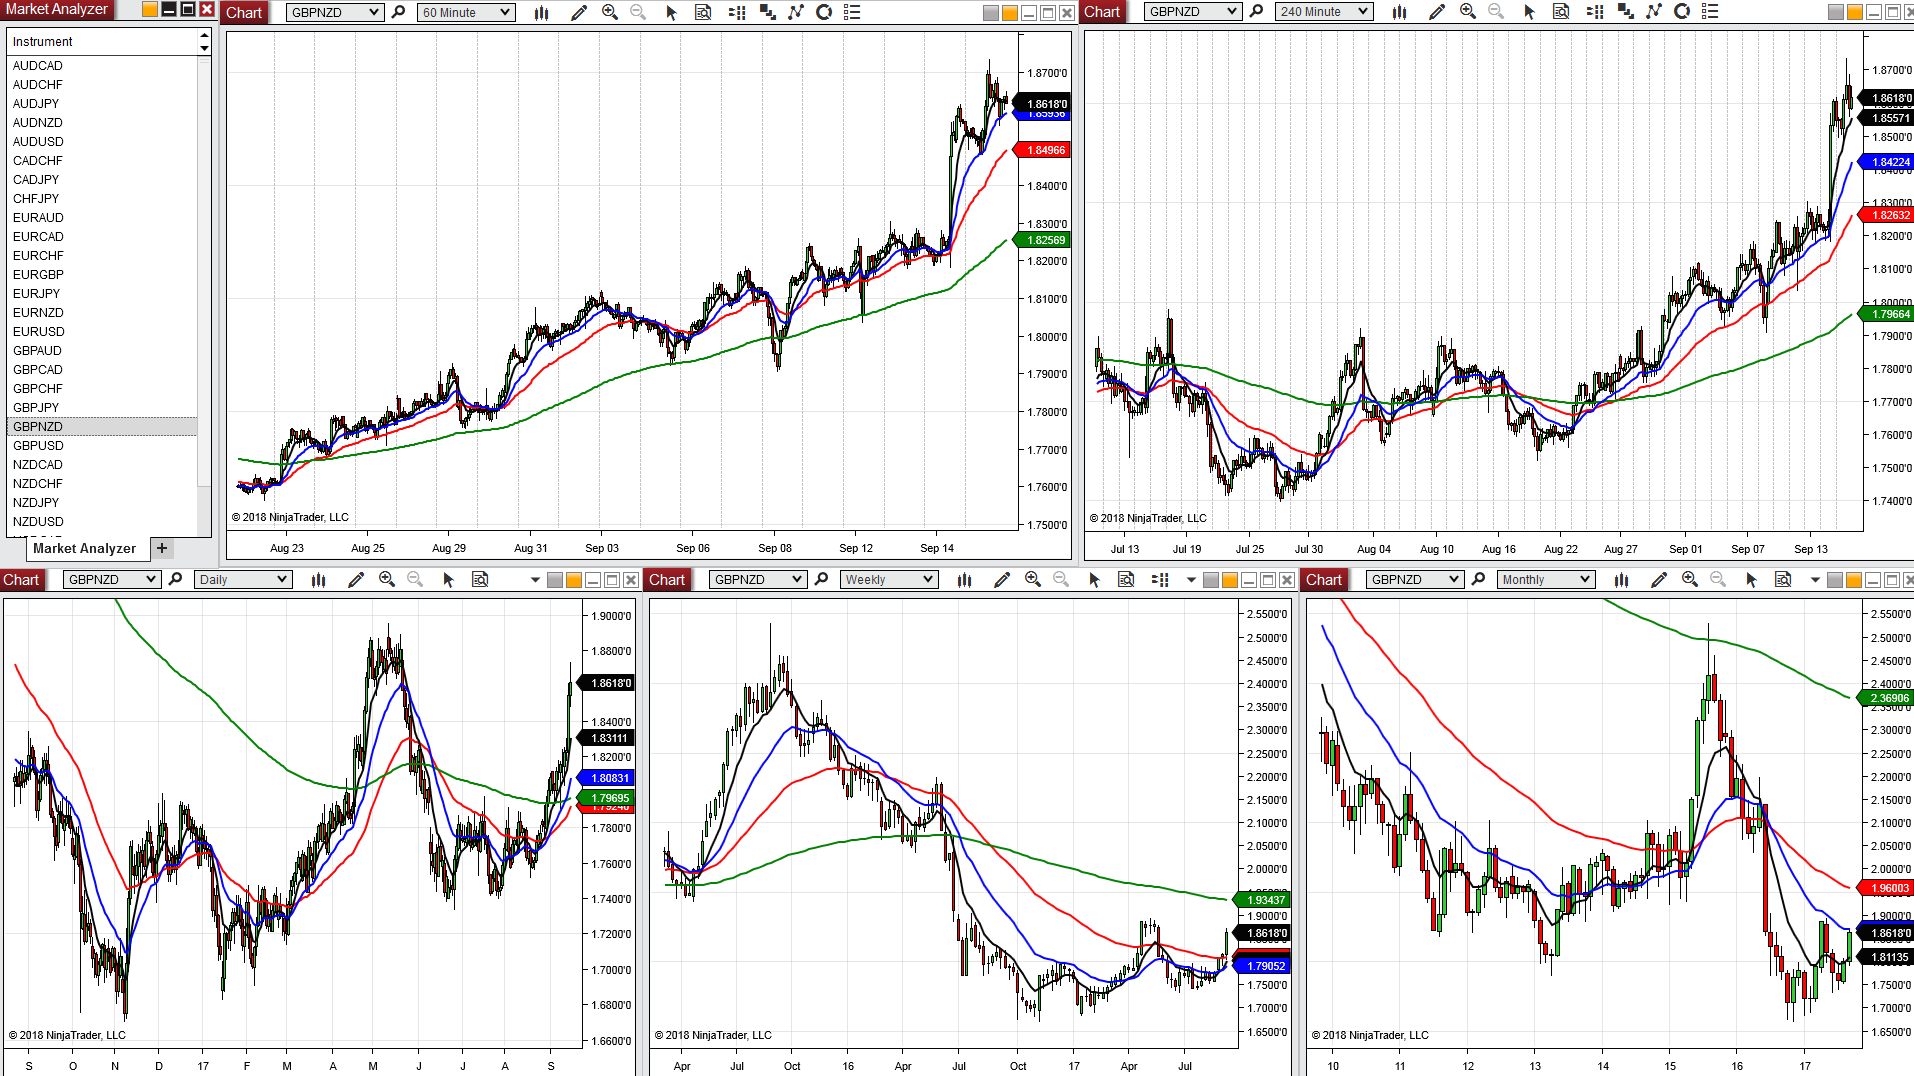 Market Analyzer
Instrument
AUDCAD
AUDCHF
AUDJPY
AUDNZD
AUDUSD
CADCHF
CADJPY
CHFJPY
EURAUD
EURCAD
EURCHF
EURGBP
EURJPY
EURNZD
EURUSD
GBPAUD
GBPCAD
GBPCHF
GBPJPY
GBPNZD
GBPUSD
NZDCAD
NZDCHF
NZDJPY
NZDUSD
Market Analyzer +
Chart GBPNZD 60 Minute
1.8700'0
1.8618'0
1.85936
1.84966
1.8400'0
1.8300'0
1.82569
1.8200'0
1.8100'0
1.8000'0
1.7900'0
1.7800'0
1.7700'0
1.7600'0
1.7500'0
© 2018 NinjaTrader, LLC
Aug 23 Aug 25 Aug 29 Aug 31 Sep 03 Sep 06 Sep 08 Sep 12 Sep 14
Chart GBPNZD 240 Minute
1.8700'0
1.8618'0
1.85571
1.8500'0
1.84224
1.8400'0
1.8300'0
1.82632
1.8200'0
1.8100'0
1.8000'0
1.79664
1.7900'0
1.7800'0
1.7700'0
1.7600'0
1.7500'0
1.7400'0
© 2018 NinjaTrader, LLC
Jul 13 Jul 19 Jul 25 Jul 30 Aug 04 Aug 10 Aug 16 Aug 22 Aug 27 Sep 01 Sep 07 Sep 13
Chart GBPNZD Daily
1.9000'0
1.8800'0
1.8618'0
1.8400'0
1.83111
1.8200'0
1.80831
1.79695
1.7800'0
1.7600'0
1.7400'0
1.7200'0
1.7000'0
1.6800'0
1.6600'0
© 2018 NinjaTrader, LLC
S O N D 17 F M A M J J A S
Chart GBPNZD Weekly
2.5500'0
2.5000'0
2.4500'0
2.4000'0
2.3500'0
2.3000'0
2.2500'0
2.2000'0
2.1500'0
2.1000'0
2.0500'0
2.0000'0
1.93437
1.9000'0
1.8618'0
1.79052
1.7500'0
1.7000'0
1.6500'0
© 2018 NinjaTrader, LLC
Apr Jul Oct 16 Apr Jul Oct 17 Apr Jul
Chart GBPNZD Monthly
2.5500'0
2.5000'0
2.4500'0
2.4000'0
2.36906
2.3500'0
2.3000'0
2.2500'0
2.2000'0
2.1500'0
2.1000'0
2.0500'0
2.0000'0
1.96003
1.9000'0
1.8618'0
1.81135
1.7500'0
1.7000'0
1.6500'0
© 2018 NinjaTrader, LLC
10 11 12 13 14 15 16 17